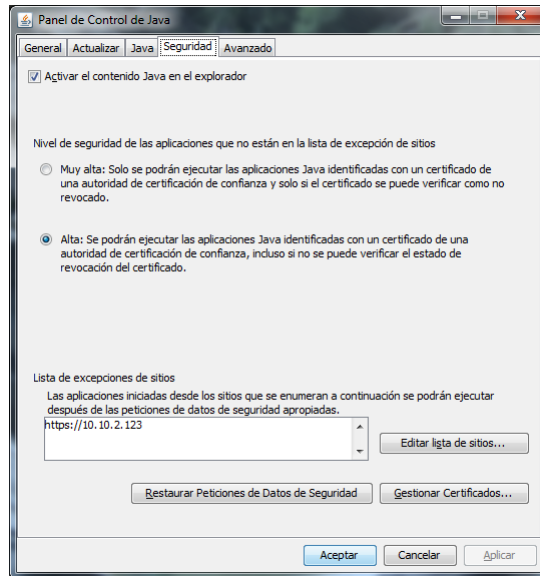 Panel de Control de Java
General Actualizar Java Seguridad Avanzado
Activar el contenido Java en el explorador
Nivel de seguridad de las aplicaciones que no están en la lista de excepción de sitios
Muy alta: Solo se podrán ejecutar las aplicaciones Java identificadas con un certificado de
una autoridad de certificación de confianza y solo si el certificado se puede verificar como no
revocado.
Alta: Se podrán ejecutar las aplicaciones Java identificadas con un certificado de una
autoridad de certificación de confianza, incluso si no se puede verificar el estado de
revocación del certificado.
Lista de excepciones de sitios
Las aplicaciones iniciadas desde los sitios que se enumeran a continuación se podrán ejecutar
después de las peticiones de datos de seguridad apropiadas.
https://10.10.2.123
Editar lista de sitios...
Restaurar Peticiones de Datos de Seguridad Gestionar Certificados...
Aceptar Cancelar Aplicar